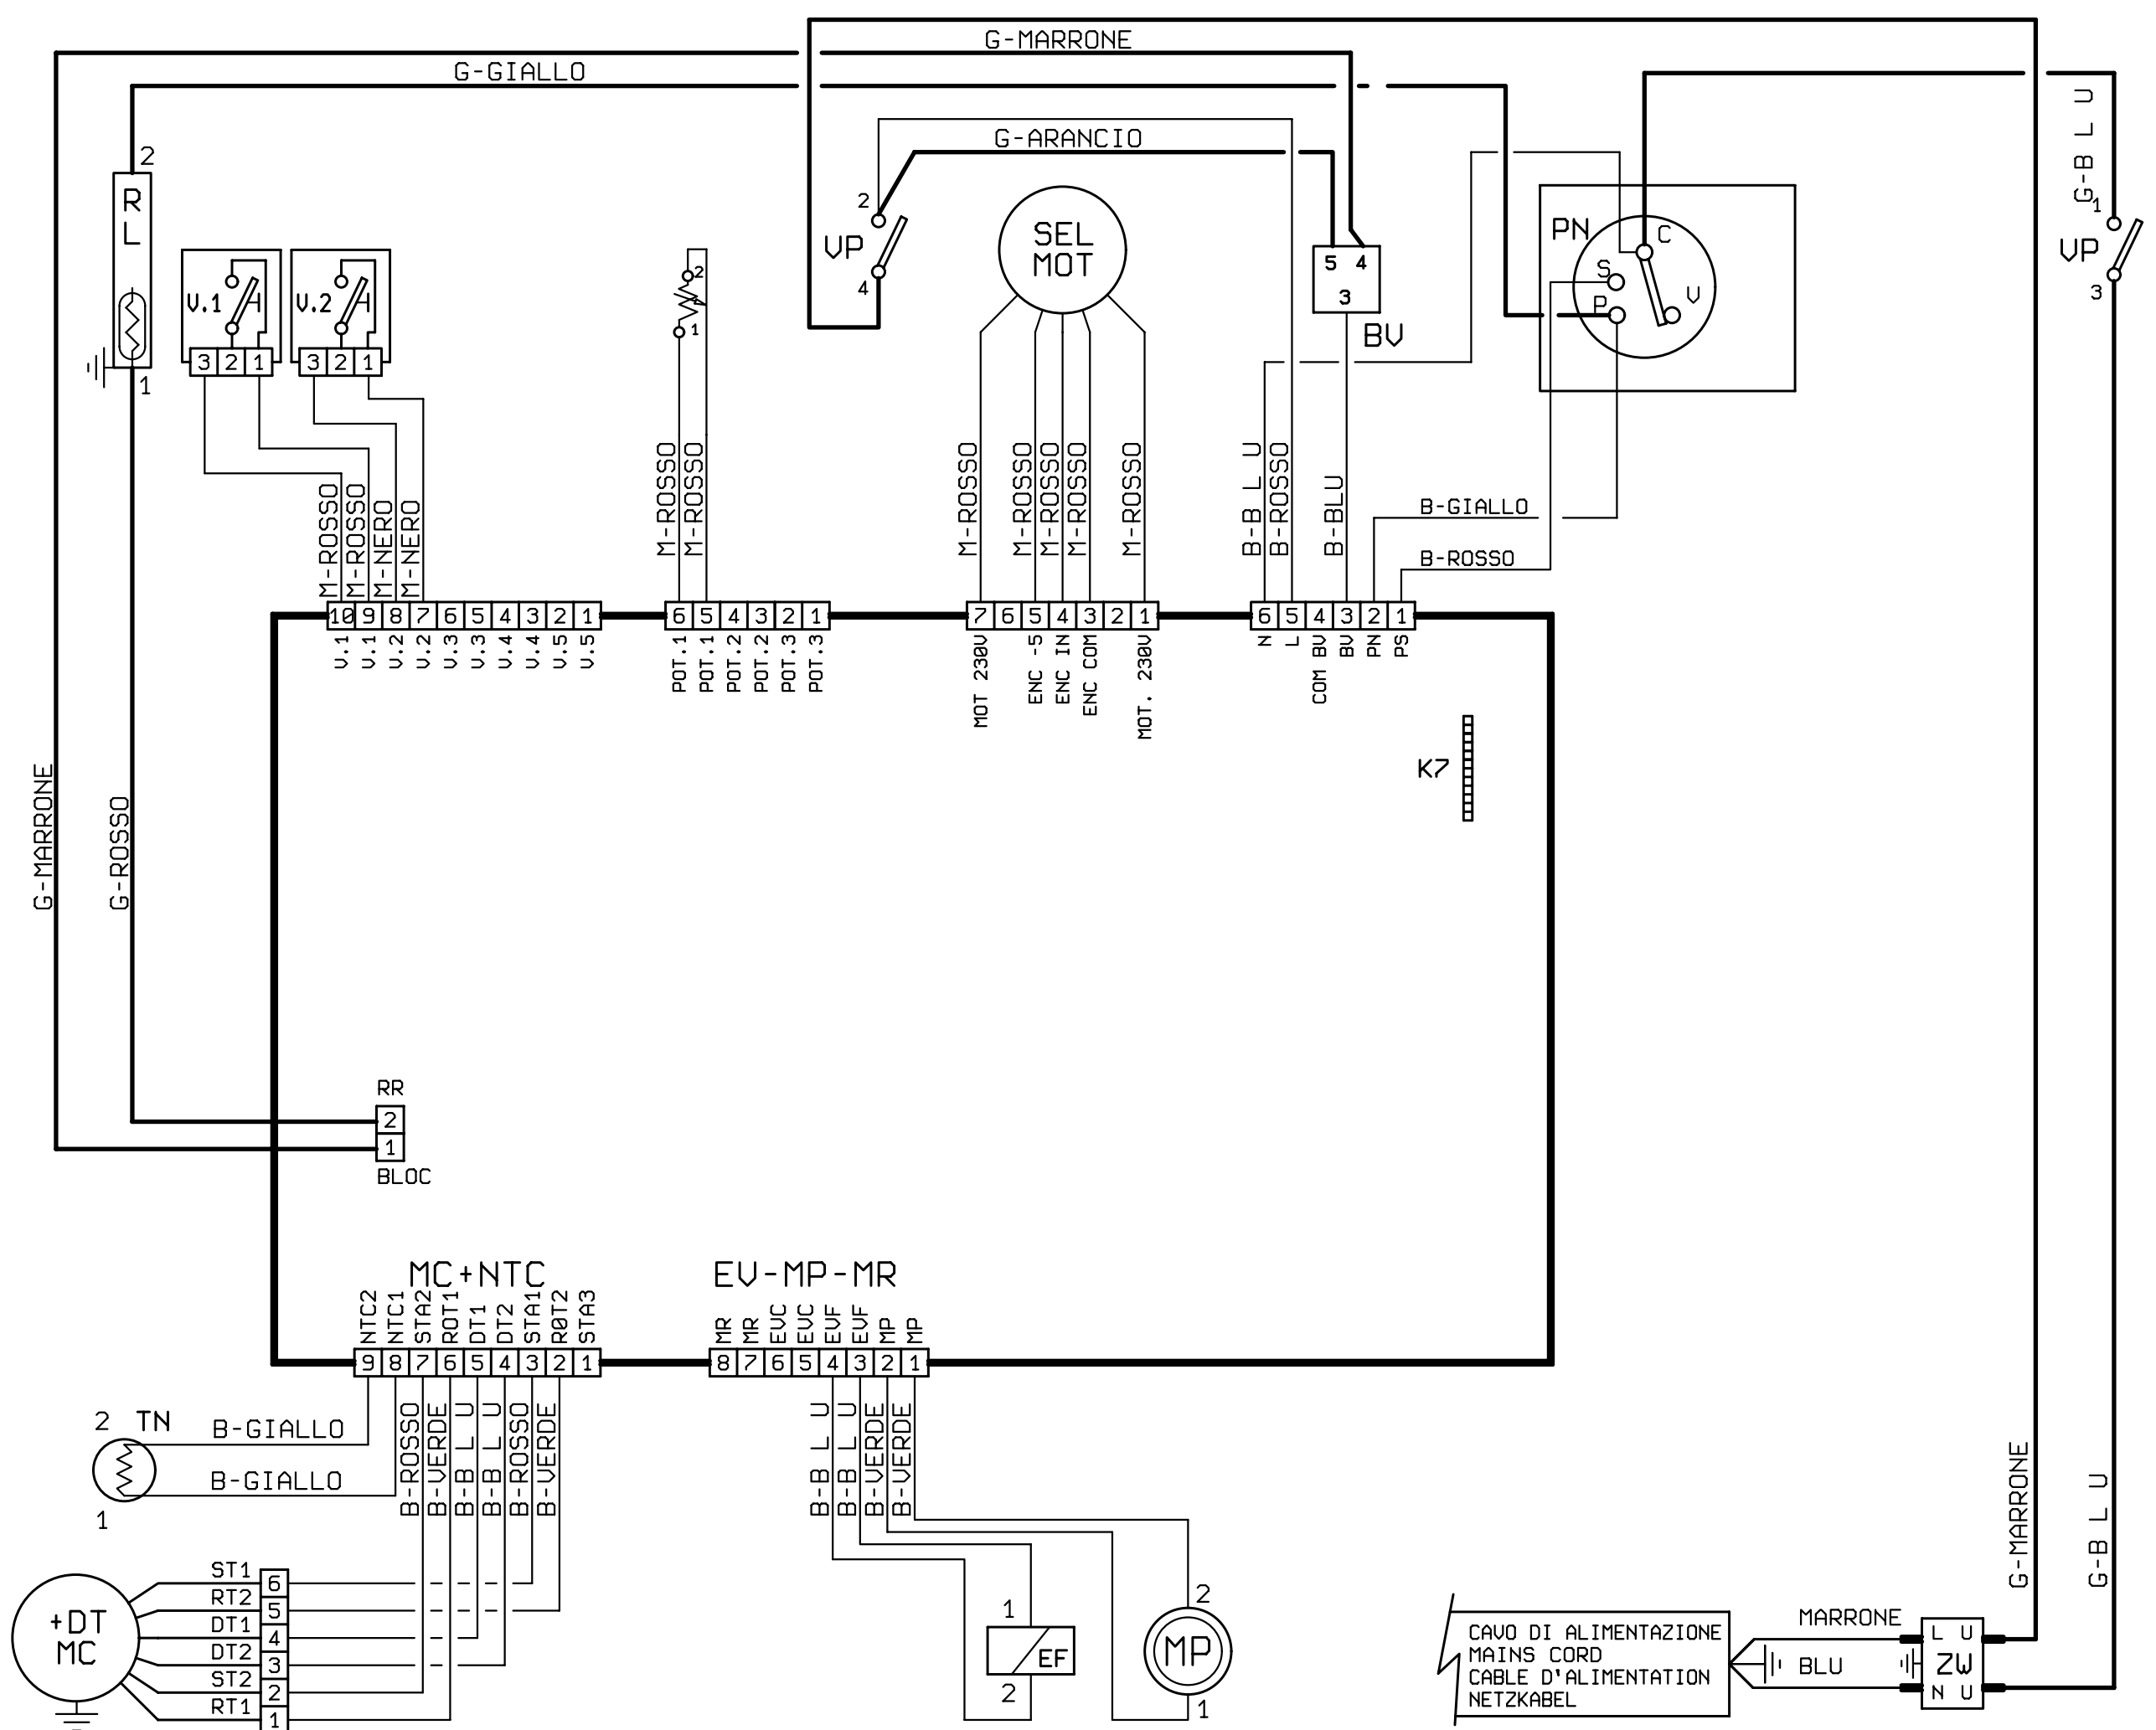 G-MARRONE
G-GIALLO
G-ARANCIO
G-B L U
2
RL
1
V.1
3 2 1
V.2
3 2 1
2
1
2
VP
4
SEL
MOT
5 4
3
BV
PN
C
S
P
V
1
VP
3
M-ROSSO
M-ROSSO
M-NERO
M-NERO
M-ROSSO
M-ROSSO
M-ROSSO
M-ROSSO
M-ROSSO
M-ROSSO
M-ROSSO
B-B L U
B-ROSSO
B-BLU
B-GIALLO
B-ROSSO
10 9 8 7 6 5 4 3 2 1
V.1 V.1 V.2 V.2 V.3 V.3 V.4 V.4 V.5 V.5
6 5 4 3 2 1
POT.1 POT.1 POT.2 POT.2 POT.3 POT.3
7 6 5 4 3 2 1
MOT 230V
ENC -5
ENC IN
ENC COM
MOT. 230V
6 5 4 3 2 1
N
L
COM BV
BV
PN
PS
K7
G-MARRONE
G-ROSSO
RR
2
1
BLOC
MC+NTC
NTC2 NTC1 STA2 ROT1 DT1 DT2 STA1 RØT2 STA3
9 8 7 6 5 4 3 2 1
EV-MP-MR
MR MR EVC EVC EVF EVF MP MP
8 7 6 5 4 3 2 1
2 TN
B-GIALLO
B-GIALLO
1
B-ROSSO
B-VERDE
B-B L U
B-B L U
B-ROSSO
B-VERDE
B-B L U
B-B L U
B-VERDE
B-VERDE
+DT
MC
ST1 6
RT2 5
DT1 4
DT2 3
ST2 2
RT1 1
1
EF
2
2
MP
1
G-MARRONE
G-B L U
CAVO DI ALIMENTAZIONE
MAINS CORD
CABLE D'ALIMENTATION
NETZKABEL
MARRONE
BLU
L U
ZW
N U